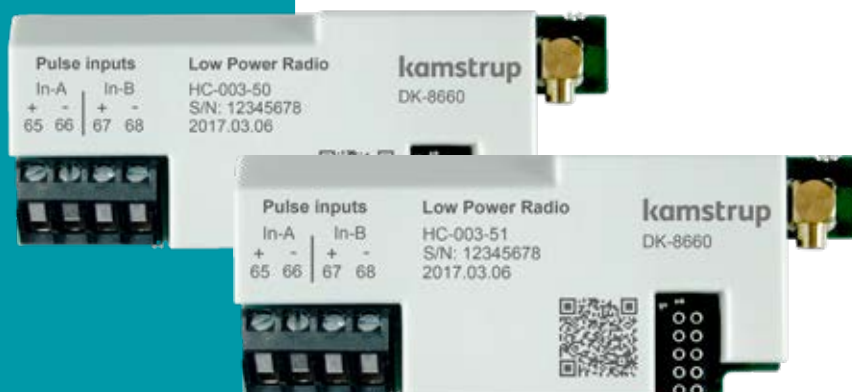 Pulse inputs
In-A In-B
+ - + -
65 66 67 68
Low Power Radio
HC-003-50
S/N: 12345678
2017.03.06
kamstrup
DK-8660
Pulse inputs
In-A In-B
+ - + -
65 66 67 68
Low Power Radio
HC-003-51
S/N: 12345678
2017.03.06
kamstrup
DK-8660